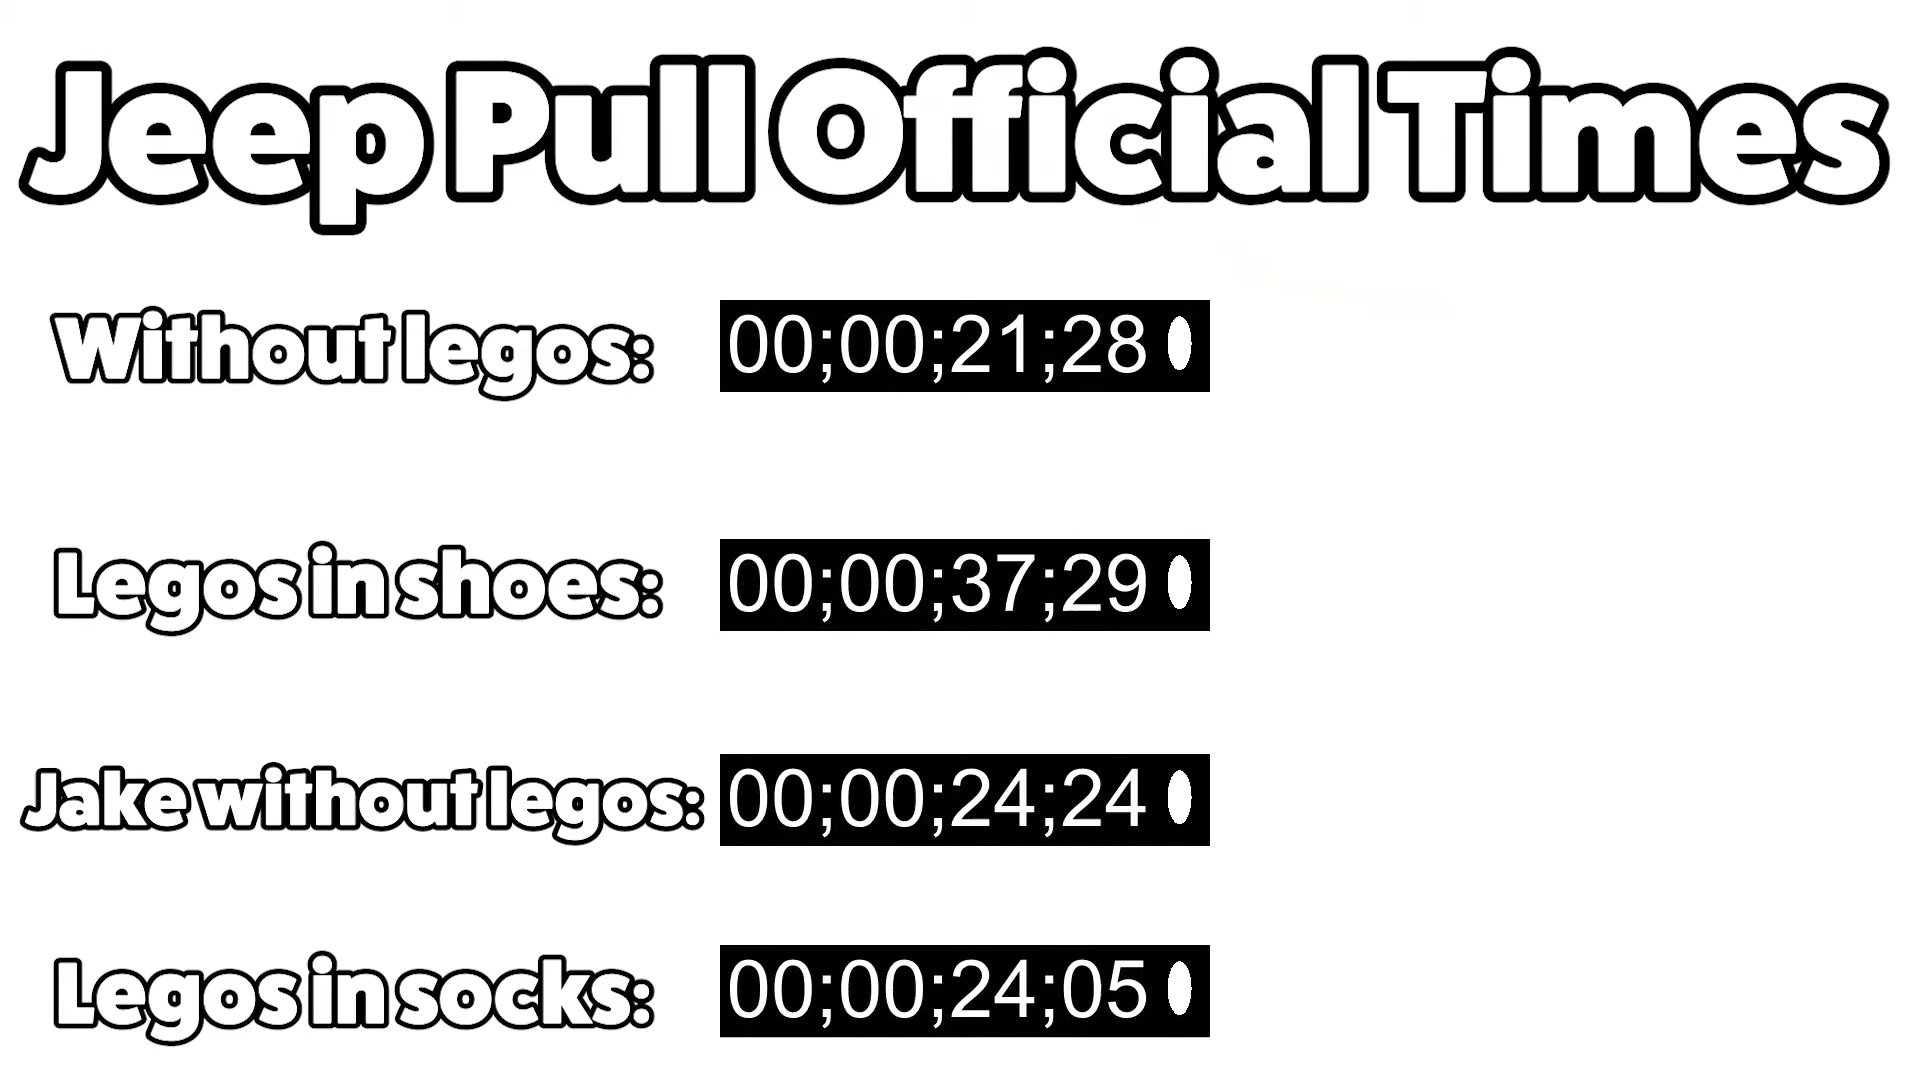 Jeep Pull Official Times
Without legos: 00;00;21;28
Legos in shoes: 00;00;37;29
Jake without legos: 00;00;24;24
Legos in socks: 00;00;24;05